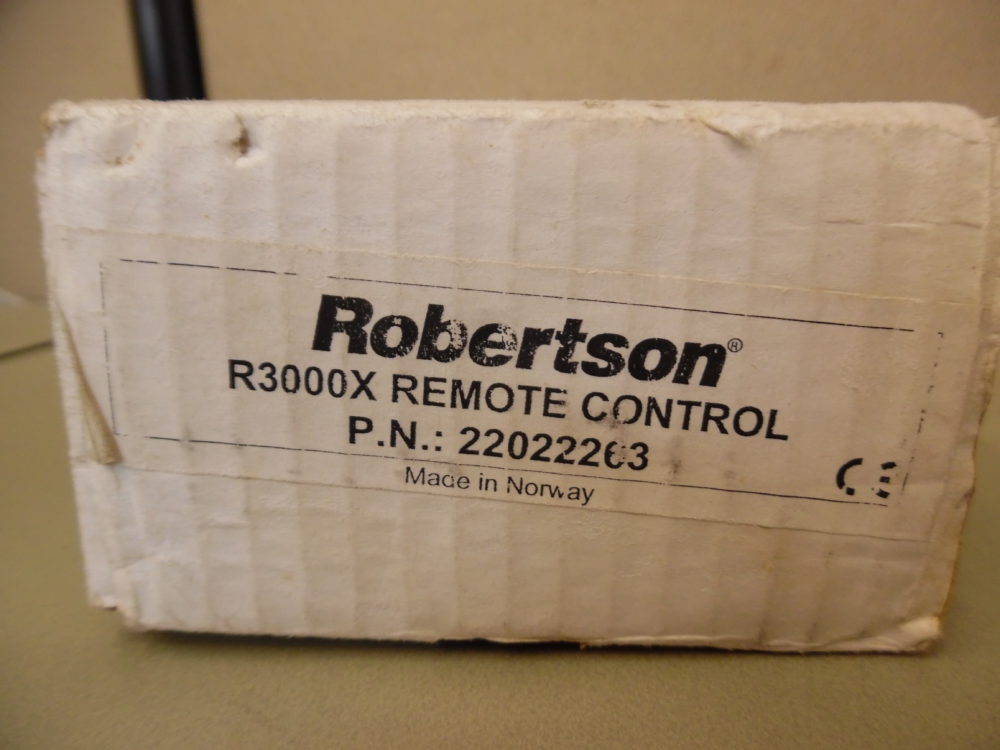 Robertson®
R3000X REMOTE CONTROL
P.N.: 22022263
Made in Norway
CE